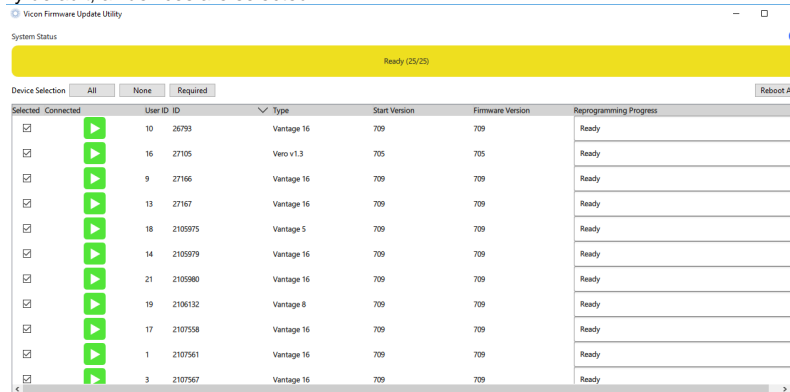 Vicon Firmware Update Utility
System Status
Ready (25/25)
Device Selection All None Required Reboot A
Selected Connected User ID ID Type Start Version Firmware Version Reprogramming Progress
10 26793 Vantage 16 709 709 Ready
16 27105 Vero v1.3 705 705 Ready
9 27166 Vantage 16 709 709 Ready
13 27167 Vantage 16 709 709 Ready
18 2105975 Vantage 5 709 709 Ready
14 2105979 Vantage 16 709 709 Ready
21 2105980 Vantage 16 709 709 Ready
19 2106132 Vantage 8 709 709 Ready
17 2107558 Vantage 16 709 709 Ready
1 2107561 Vantage 16 709 709 Ready
3 2107567 Vantage 16 709 709 Ready